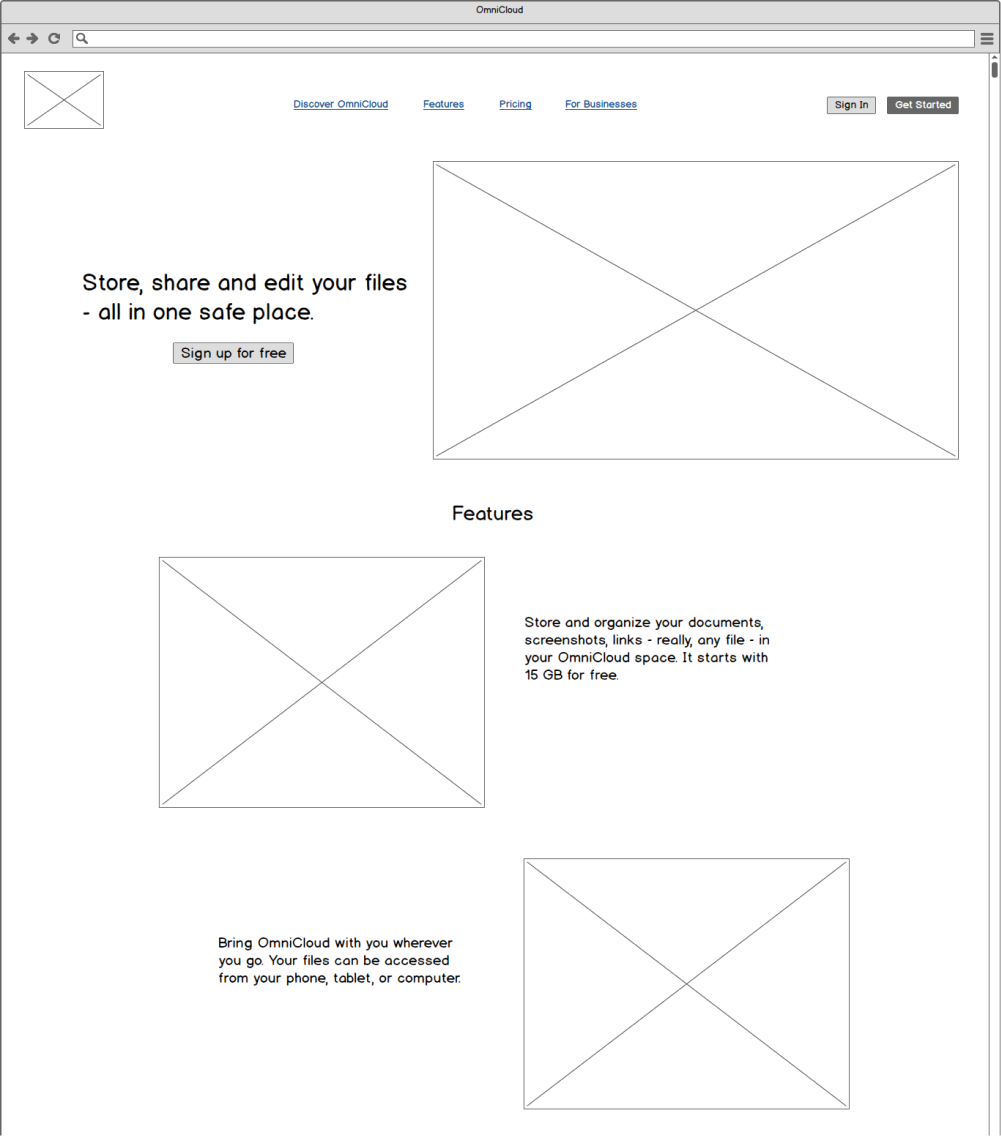 OmniCloud
Discover OmniCloud
Features
Pricing
For Businesses
Sign In
Get Started
Store, share and edit your files
- all in one safe place.
Sign up for free
Features
Store and organize your documents,
screenshots, links - really, any file - in
your OmniCloud space. It starts with
15 GB for free.
Bring OmniCloud with you wherever
you go. Your files can be accessed
from your phone, tablet, or computer.